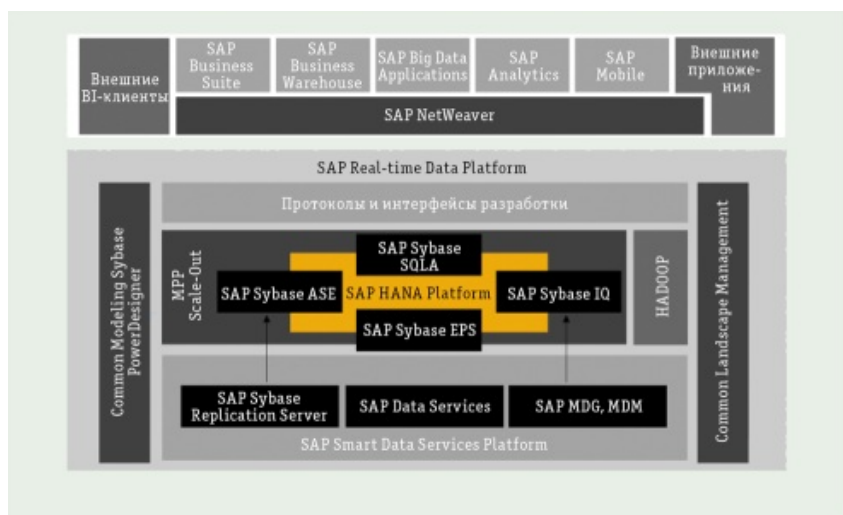 Внешние
BI-клиенты
SAP
Business
Suite
SAP
Business
Warehouse
SAP Big Data
Applications
SAP
Analytics
SAP
Mobile
Внешние
приложе-
ния
SAP NetWeaver
SAP Real-time Data Platform
Протоколы и интерфейсы разработки
Common Modeling Sybase
PowerDesigner
MPP
Scale-Out
SAP Sybase
SQLA
SAP Sybase ASE
SAP HANA Platform
SAP Sybase IQ
SAP Sybase EPS
HADOOP
Common Landscape Management
SAP Sybase
Replication Server
SAP Data Services
SAP MDG, MDM
SAP Smart Data Services Platform